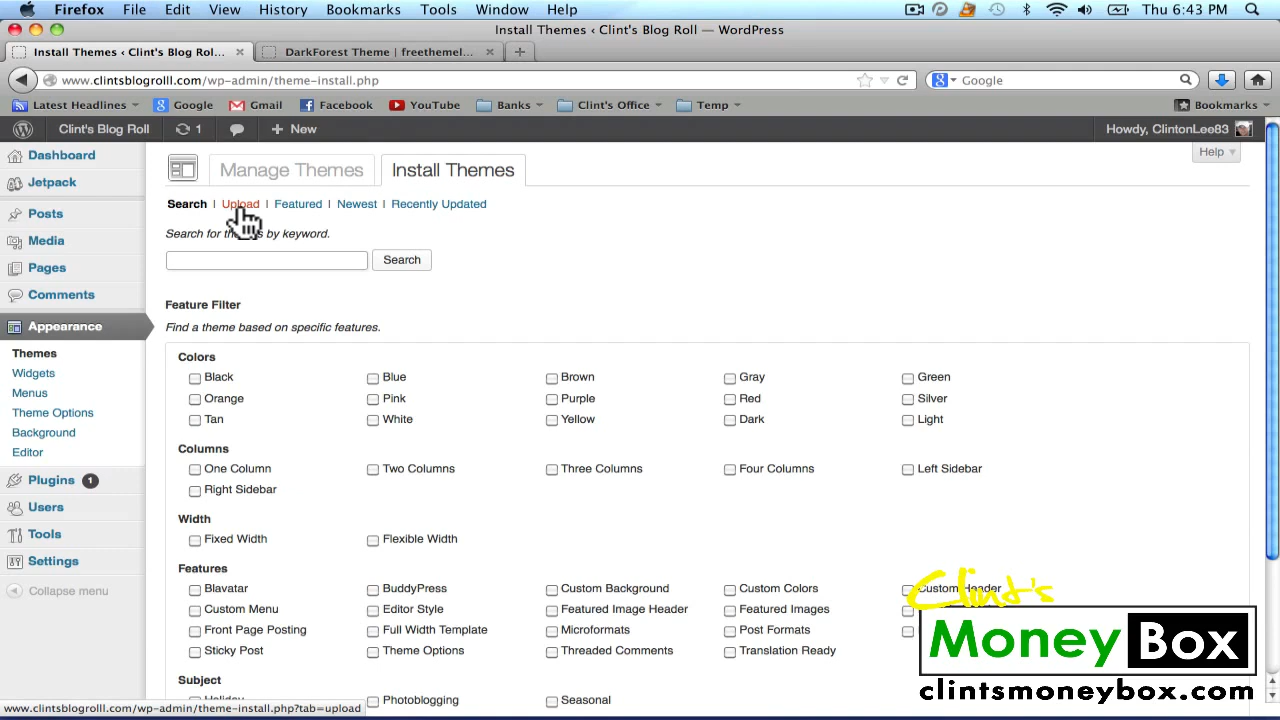 Firefox File Edit View History Bookmarks Tools Window Help Thu 6:43 PM
Install Themes ‹ Clint's Blog Roll — WordPress
Install Themes ‹ Clint's Blog Rol... DarkForest Theme | freethemel...
www.clintsblogrolll.com/wp-admin/theme-install.php Google
Latest Headlines Google Gmail Facebook YouTube Banks Clint's Office Temp Bookmarks
Clint's Blog Roll 1 New Howdy, ClintonLee83
Help
Dashboard
Jetpack
Posts
Media
Pages
Comments
Appearance
Themes
Widgets
Menus
Theme Options
Background
Editor
Plugins 1
Users
Tools
Settings
Collapse menu
Manage Themes Install Themes
Search | Upload | Featured | Newest | Recently Updated
Search for by keyword.
Search
Feature Filter
Find a theme based on specific features.
Colors
Black Blue Brown Gray Green
Orange Pink Purple Red Silver
Tan White Yellow Dark Light
Columns
One Column Two Columns Three Columns Four Columns Left Sidebar
Right Sidebar
Width
Fixed Width Flexible Width
Features
Blavatar BuddyPress Custom Background Custom Colors Custom Header
Custom Menu Editor Style Featured Image Header Featured Images
Front Page Posting Full Width Template Microformats Post Formats
Sticky Post Theme Options Threaded Comments Translation Ready
Subject
Holiday Photoblogging Seasonal
www.clintsblogrolll.com/wp-admin/theme-install.php?tab=upload
Clint's
Money Box
clintsmoneybox.com